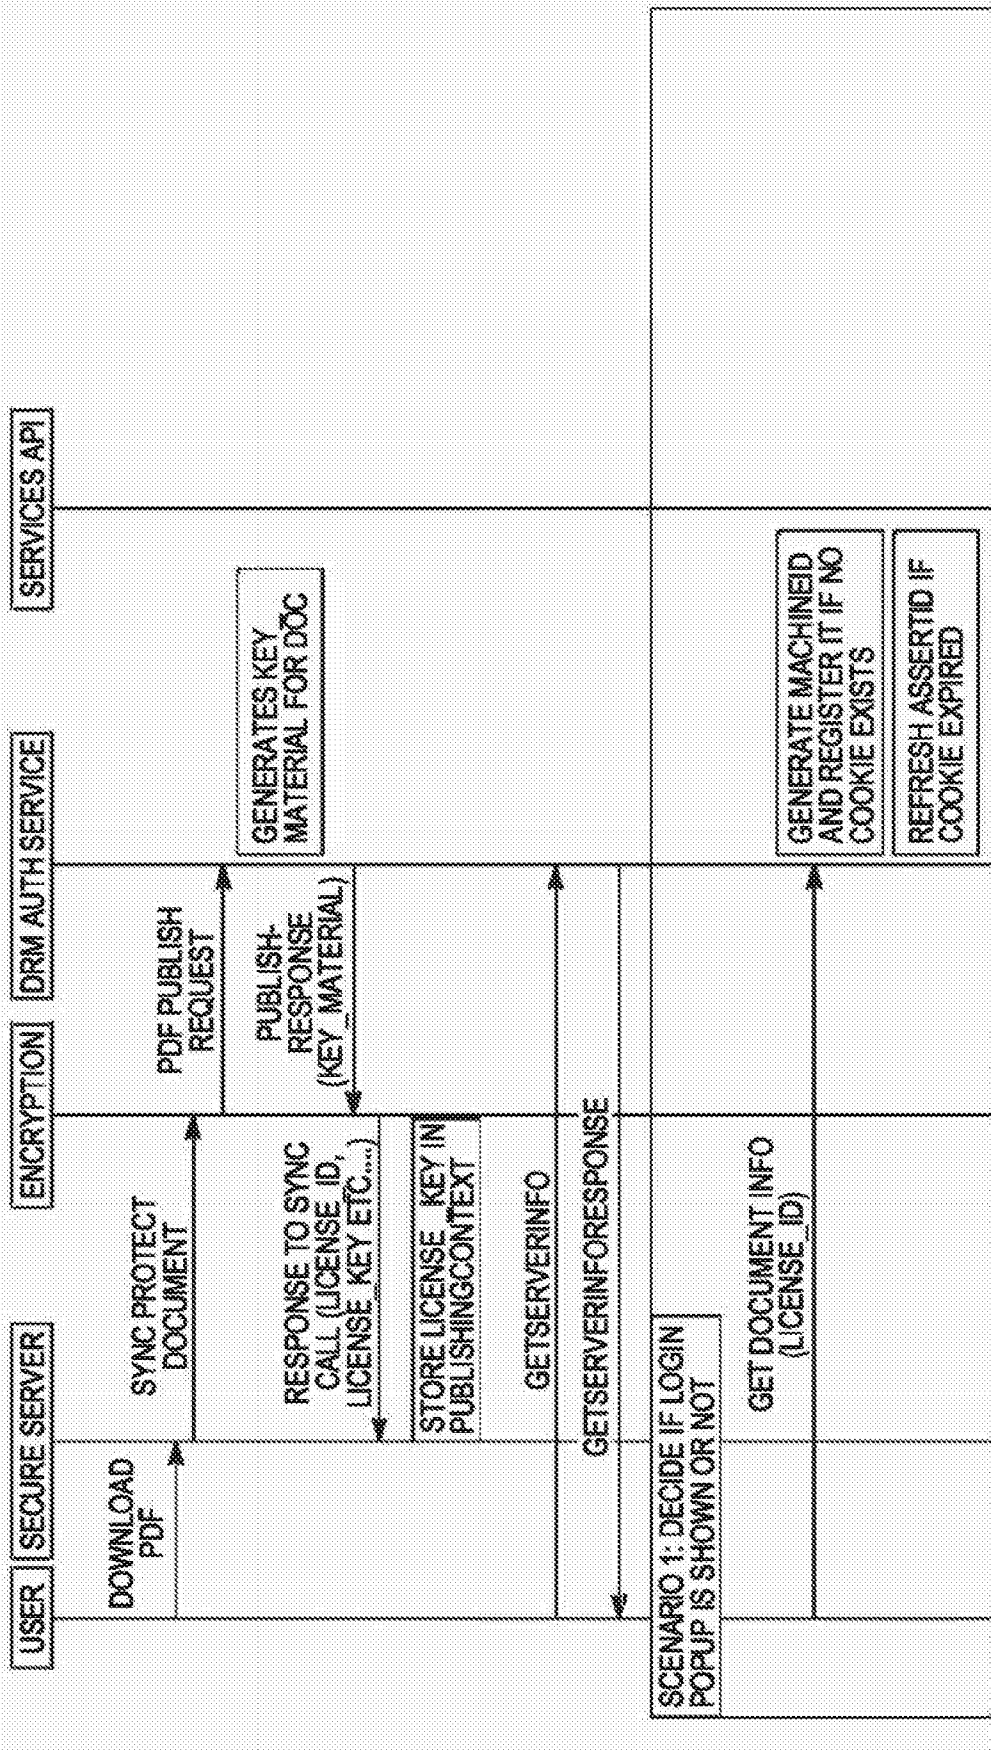 USER
SECURE SERVER
ENCRYPTION
DRM AUTH SERVICE
SERVICES API
DOWNLOAD
PDF
SYNC PROTECT
DOCUMENT
PDF PUBLISH
REQUEST
GENERATES KEY_
MATERIAL FOR DOC
PUBLISH-
RESPONSE
(KEY_MATERIAL)
RESPONSE TO SYNC
CALL (LICENSE_ID,
LICENSE_KEY ETC....)
STORE LICENSE_KEY IN
PUBLISHINGCONTEXT
GETSERVERINFO
GETSERVERINFORESPONSE
SCENARIO 1: DECIDE IF LOGIN
POPUP IS SHOWN OR NOT
GET DOCUMENT INFO
(LICENSE_ID)
GENERATE MACHINEID
AND REGISTER IT IF NO
COOKIE EXISTS
REFRESH ASSERTID IF
COOKIE EXPIRED